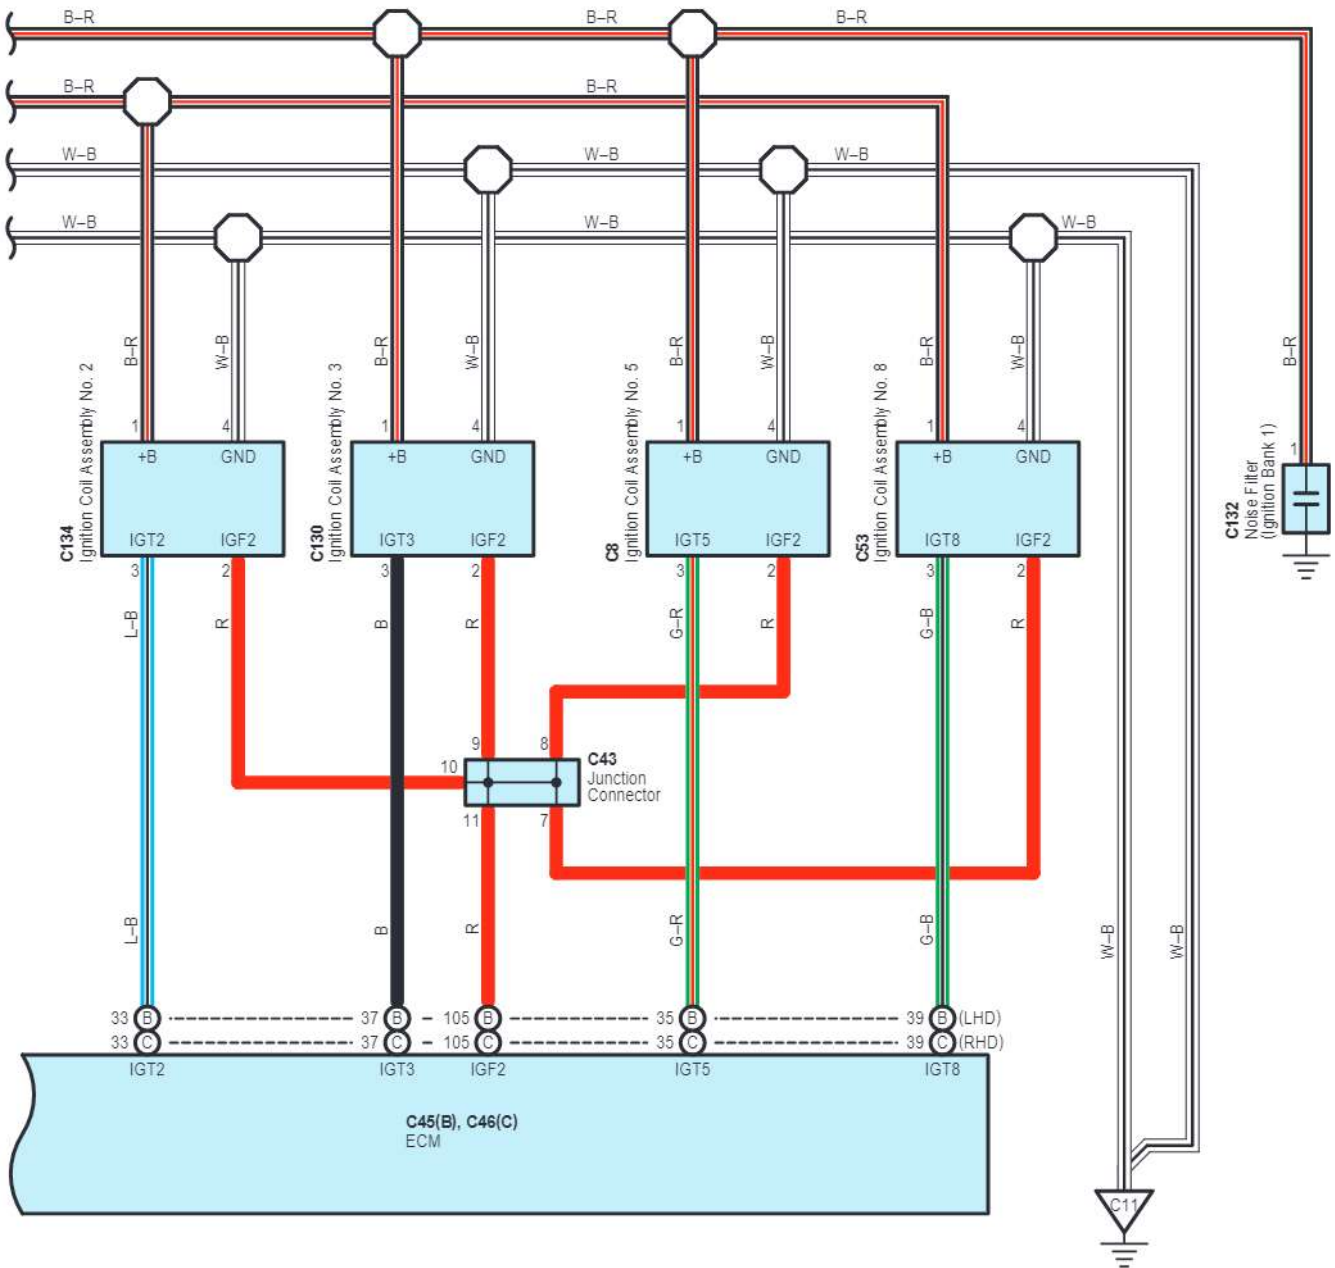 B–R B–R B–R
B–R B–R
W–B W–B W–B
W–B W–B W–B
B–R W–B B–R W–B B–R W–B B–R W–B B–R
C134
Ignition Coil Assembly No. 2
1 4
+B GND
IGT2 IGF2
3 2
C130
Ignition Coil Assembly No. 3
1 4
+B GND
IGT3 IGF2
3 2
C8
Ignition Coil Assembly No. 5
1 4
+B GND
IGT5 IGF2
3 2
C53
Ignition Coil Assembly No. 8
1 4
+B GND
IGT8 IGF2
3 2
C132
Noise Filter
(Ignition Bank 1)
1
L–B R B R G–R R G–B R
9 8
10
C43
Junction
Connector
11 7
L–B B R G–R G–B W–B W–B
33 B 37 B 105 B 35 B 39 B (LHD)
33 C 37 C 105 C 35 C 39 C (RHD)
IGT2 IGT3 IGF2 IGT5 IGT8
C45(B), C46(C)
ECM
C11